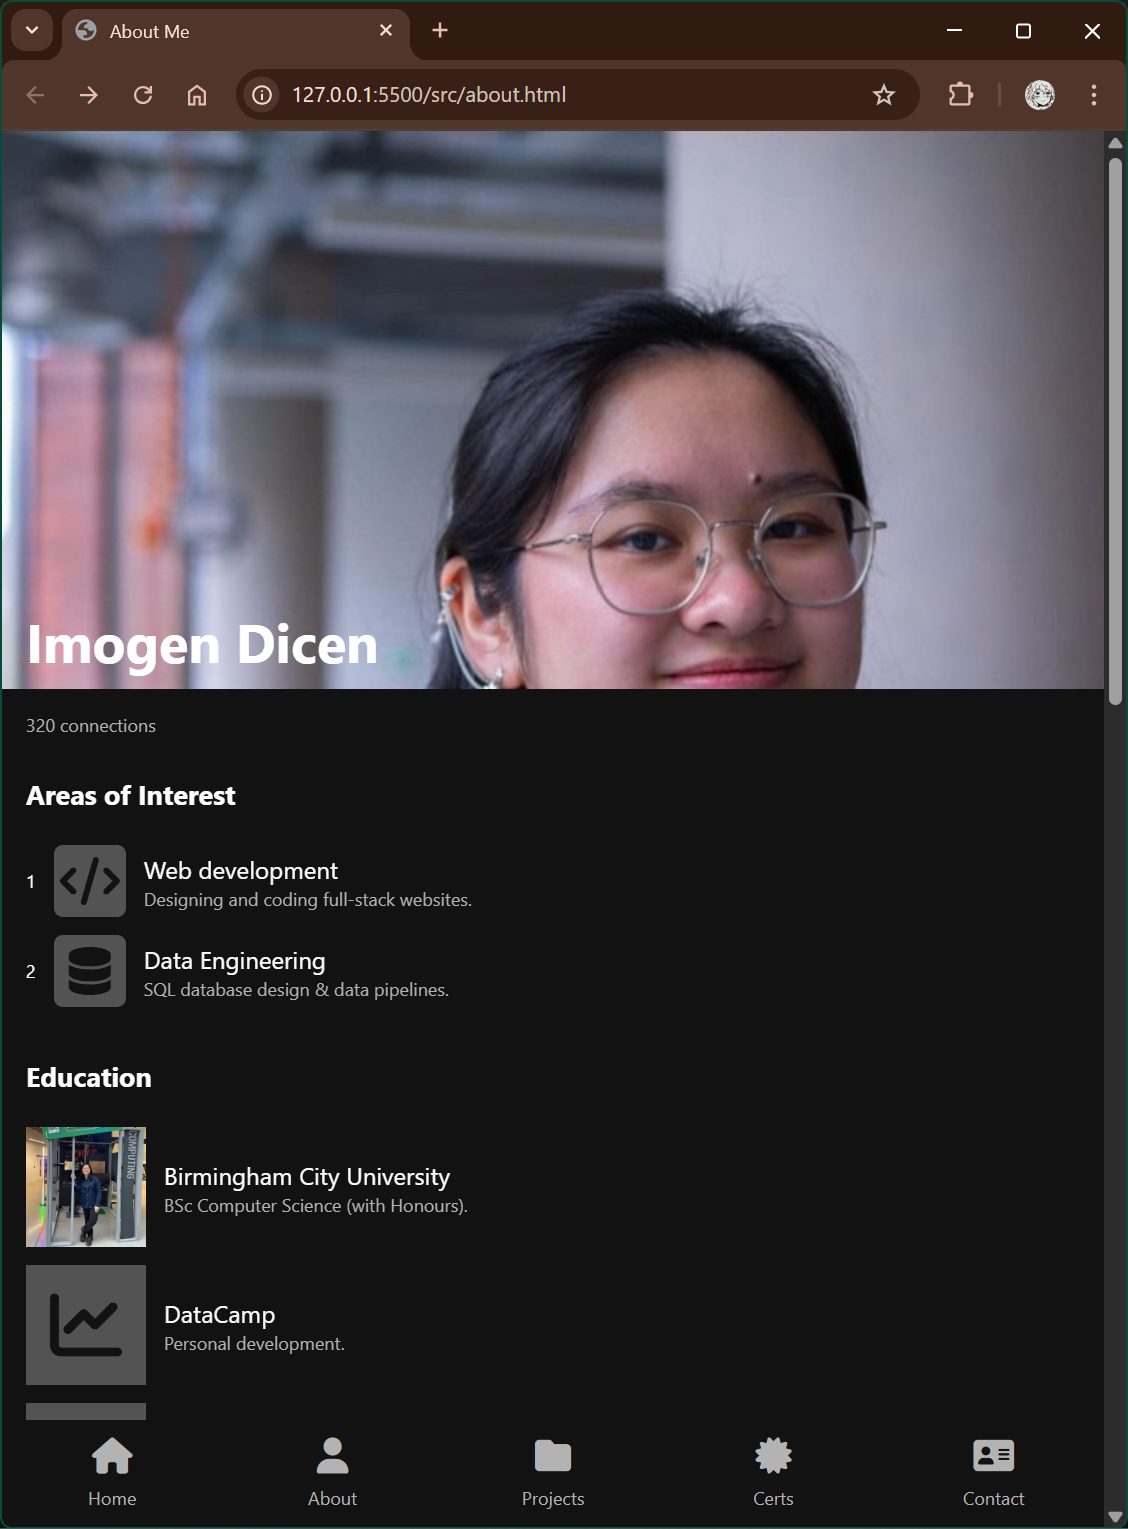 About Me
127.0.0.1:5500/src/about.html
Imogen Dicen
320 connections
Areas of Interest
1
Web development
Designing and coding full-stack websites.
2
Data Engineering
SQL database design & data pipelines.
Education
COMPUTING
Birmingham City University
BSc Computer Science (with Honours).
DataCamp
Personal development.
Home
About
Projects
Certs
Contact